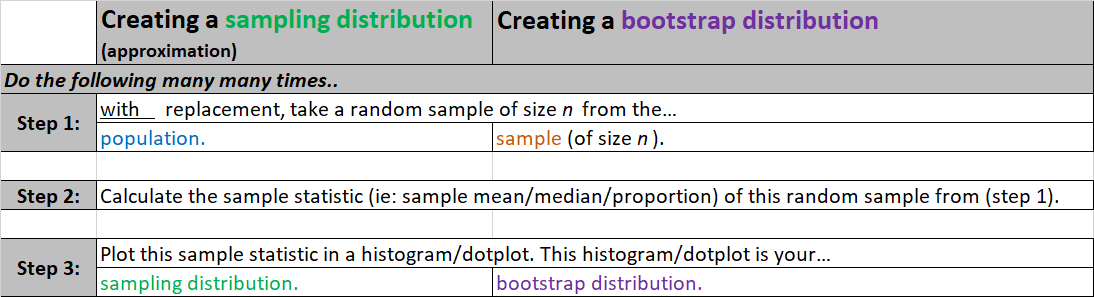 Creating a sampling distribution
(approximation)
Creating a bootstrap distribution
Do the following many many times..
Step 1:
with replacement, take a random sample of size n from the...
population.
sample (of size n ).
Step 2:
Calculate the sample statistic (ie: sample mean/median/proportion) of this random sample from (step 1).
Step 3:
Plot this sample statistic in a histogram/dotplot. This histogram/dotplot is your...
sampling distribution.
bootstrap distribution.